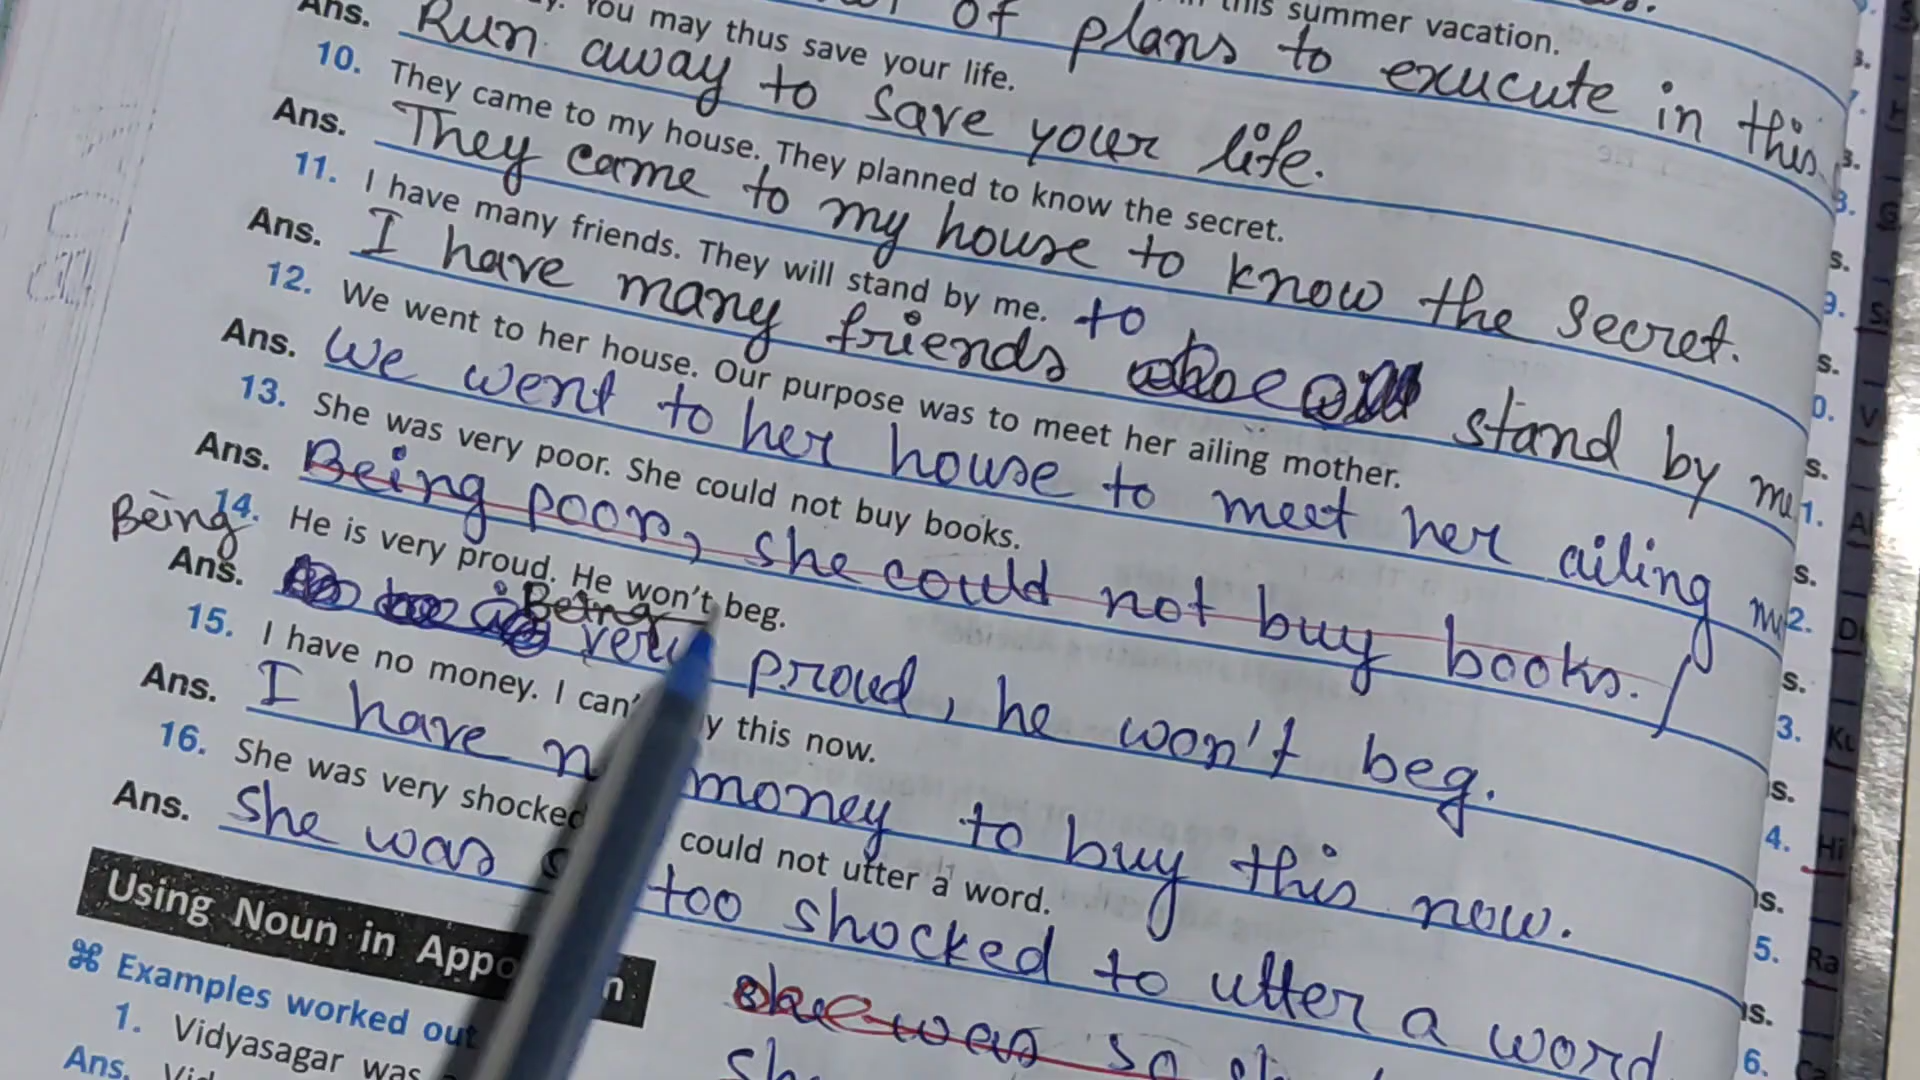 this summer vacation.
of plans to exucute in this
You may thus save your life.
Ans. Run away to save your life.
10. They came to my house. They planned to know the secret.
Ans. They came to my house to know the secret.
11. I have many friends. They will stand by me.
Ans. I have many friends to stand by me
12. We went to her house. Our purpose was to meet her ailing mother.
Ans. We went to her house to meet her ailing
13. She was very poor. She could not buy books.
Ans. Being poor, she could not buy books.
14. He is very proud. He won't beg.
Being
Ans. Being very proud, he won't beg.
15. I have no money. I can' this now.
Ans. I have money to buy this now.
16. She was very shocked could not utter a word.
Ans. She was too shocked to utter a word
Using Noun in
⌘ Examples worked out
she was so
1. Vidyasagar was
Ans.